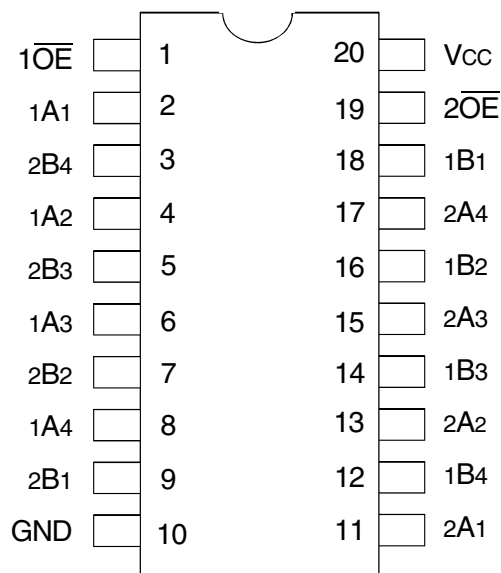 1O̅E̅ 1 20 VCC
1A1 2 19 2O̅E̅
2B4 3 18 1B1
1A2 4 17 2A4
2B3 5 16 1B2
1A3 6 15 2A3
2B2 7 14 1B3
1A4 8 13 2A2
2B1 9 12 1B4
GND 10 11 2A1